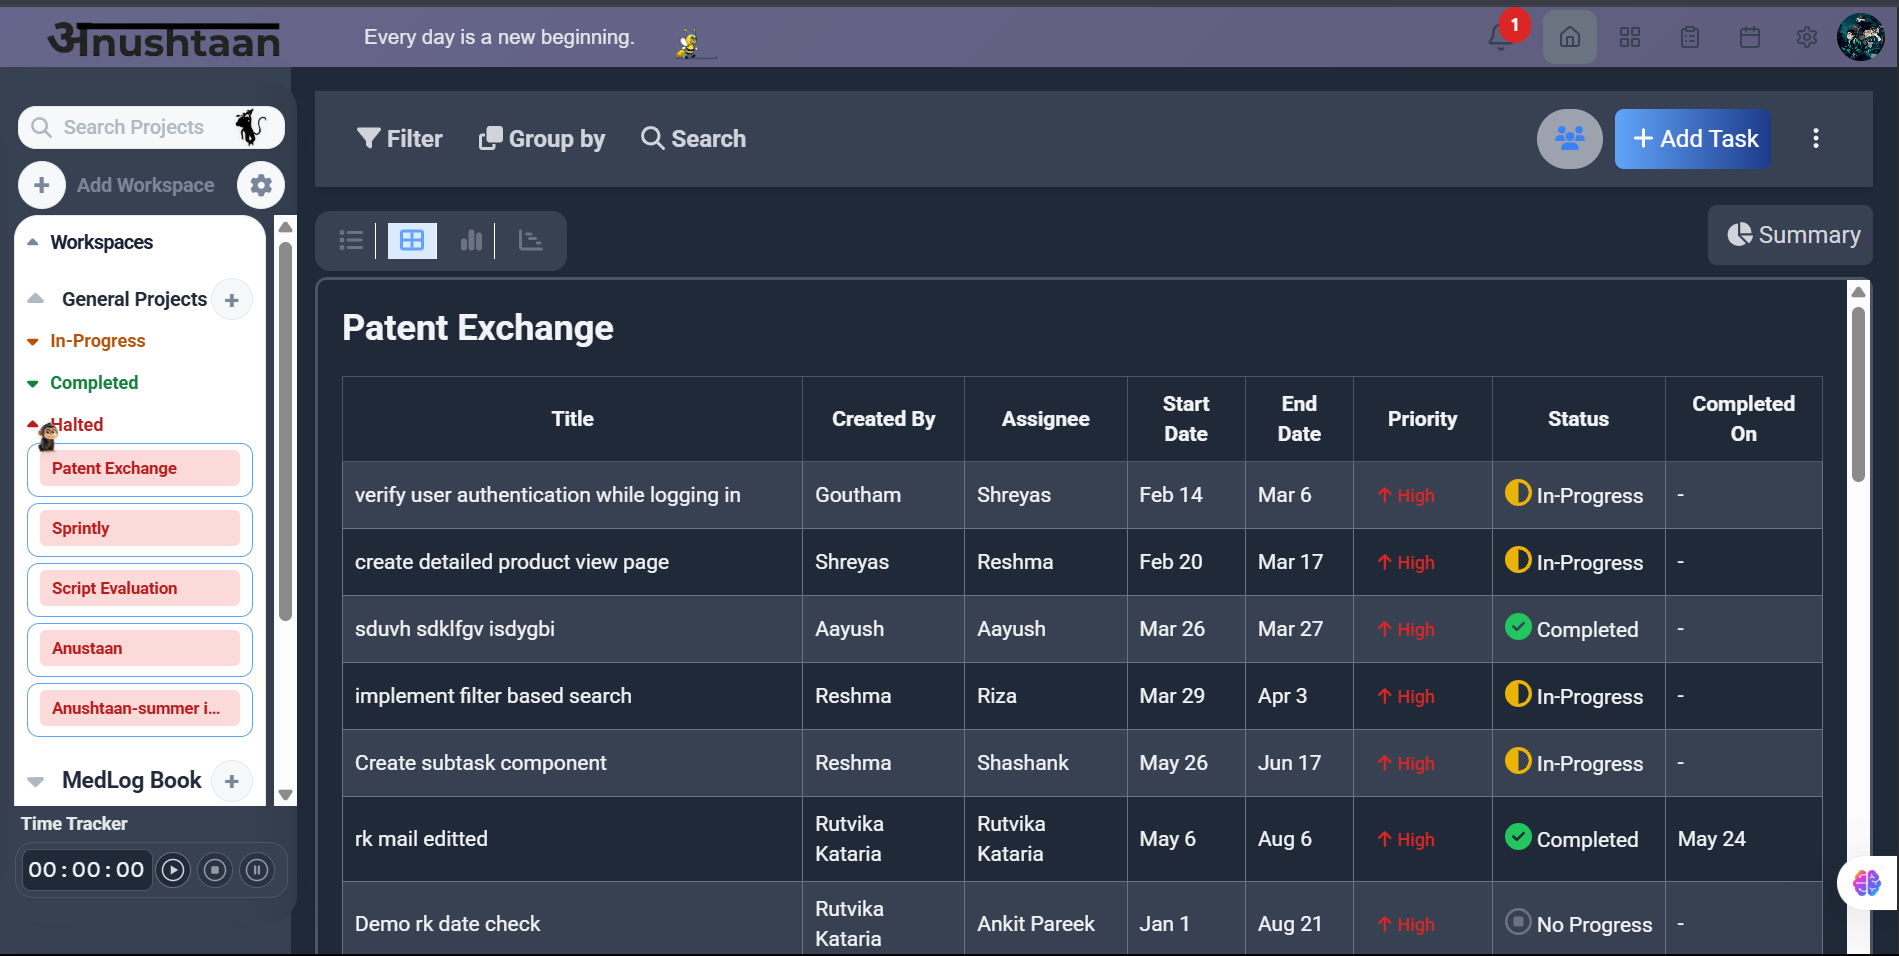 अnushtaan
Every day is a new beginning.
1
Search Projects
Add Workspace
Workspaces
General Projects
In-Progress
Completed
Halted
Patent Exchange
Sprintly
Script Evaluation
Anustaan
Anushtaan-summer i...
MedLog Book
Time Tracker
00:00:00
Filter
Group by
Search
Add Task
Summary
Patent Exchange
Title Created By Assignee Start Date End Date Priority Status Completed On
verify user authentication while logging in Goutham Shreyas Feb 14 Mar 6 High In-Progress -
create detailed product view page Shreyas Reshma Feb 20 Mar 17 High In-Progress -
sduvh sdklfgv isdygbi Aayush Aayush Mar 26 Mar 27 High Completed -
implement filter based search Reshma Riza Mar 29 Apr 3 High In-Progress -
Create subtask component Reshma Shashank May 26 Jun 17 High In-Progress -
rk mail editted Rutvika Kataria Rutvika Kataria May 6 Aug 6 High Completed May 24
Demo rk date check Rutvika Kataria Ankit Pareek Jan 1 Aug 21 High No Progress -